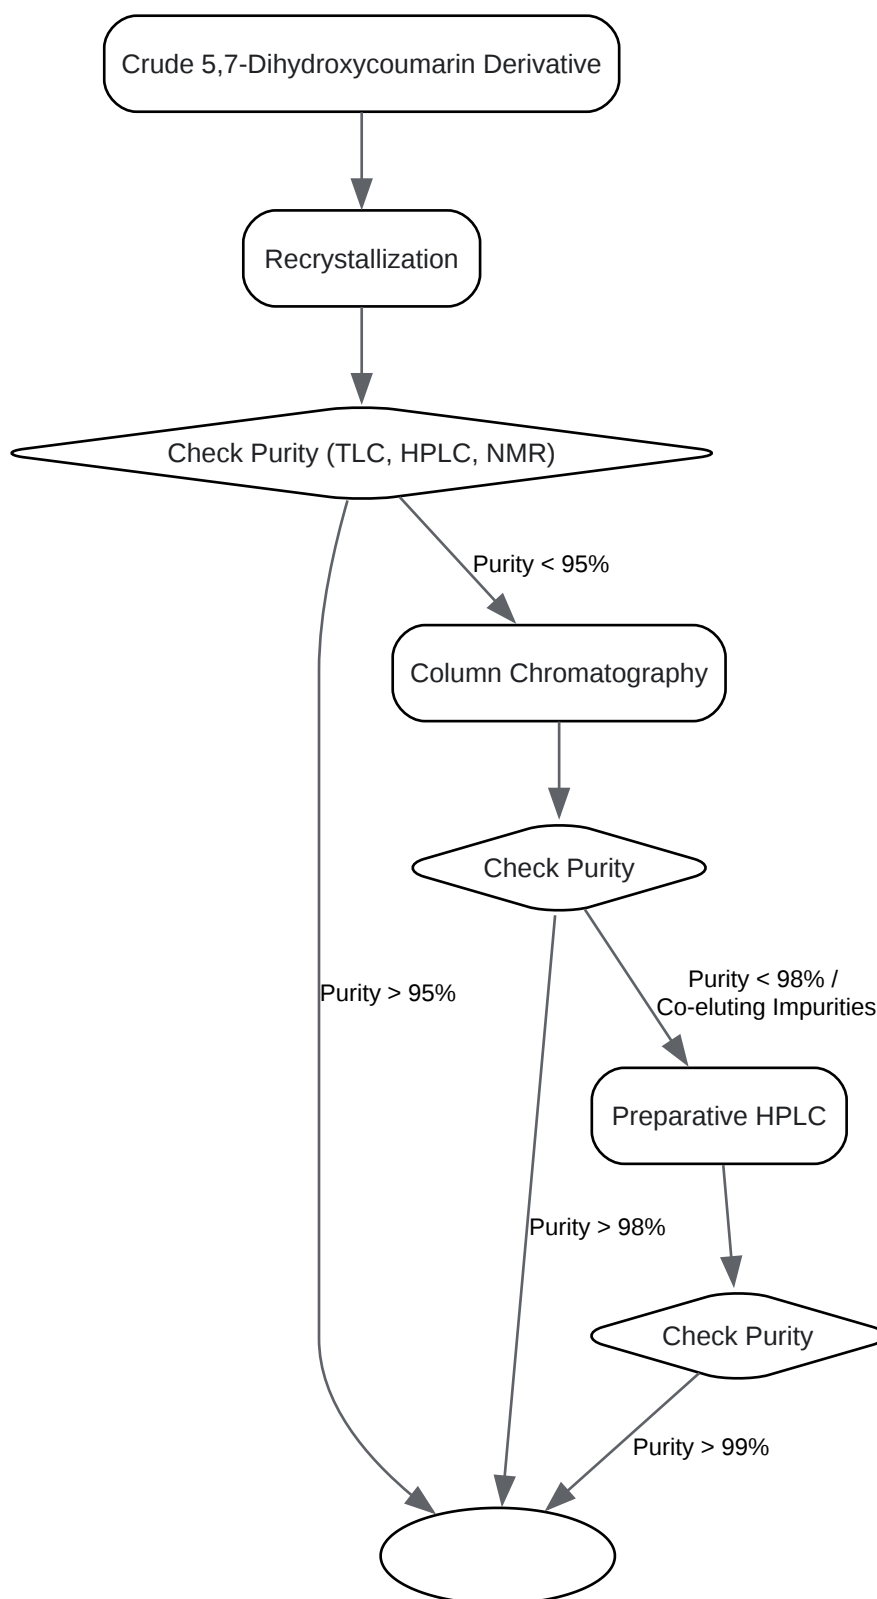 Crude 5,7-Dihydroxycoumarin Derivative
Recrystallization
Check Purity (TLC, HPLC, NMR)
Purity < 95%
Column Chromatography
Check Purity
Purity < 98% /
Co-eluting Impurities
Purity > 95%
Preparative HPLC
Purity > 98%
Check Purity
Purity > 99%